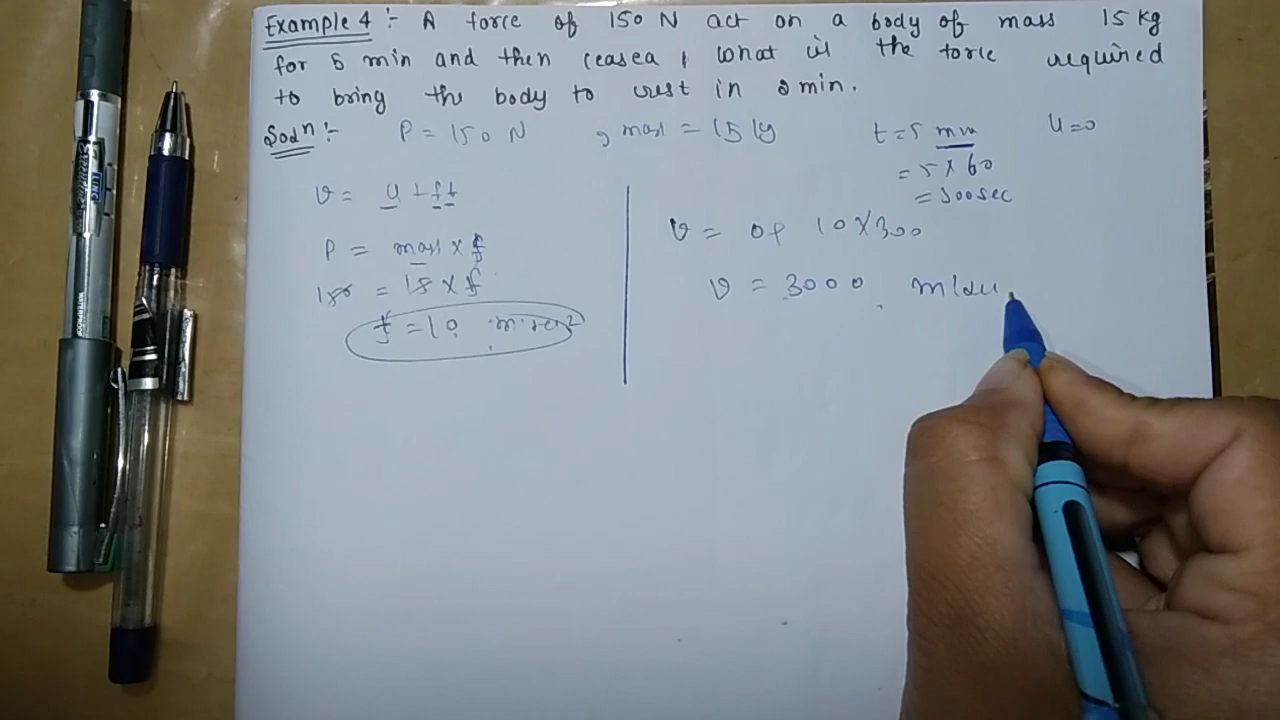 Example 4 :- A force of 150 N act on a body of mass 15 kg
for 5 min and then ceasea, What is the force required
to bring the body to rest in 2 min.
Solⁿ :- P = 150 N , mass = 15 kg t = 5 min u=0
= 5 × 60
= 300 sec
v = u + ft
P = mass × f
150 = 15 × f
f = 10 m.sec²
v = 0+ 10 × 300
v = 3000 m/sec